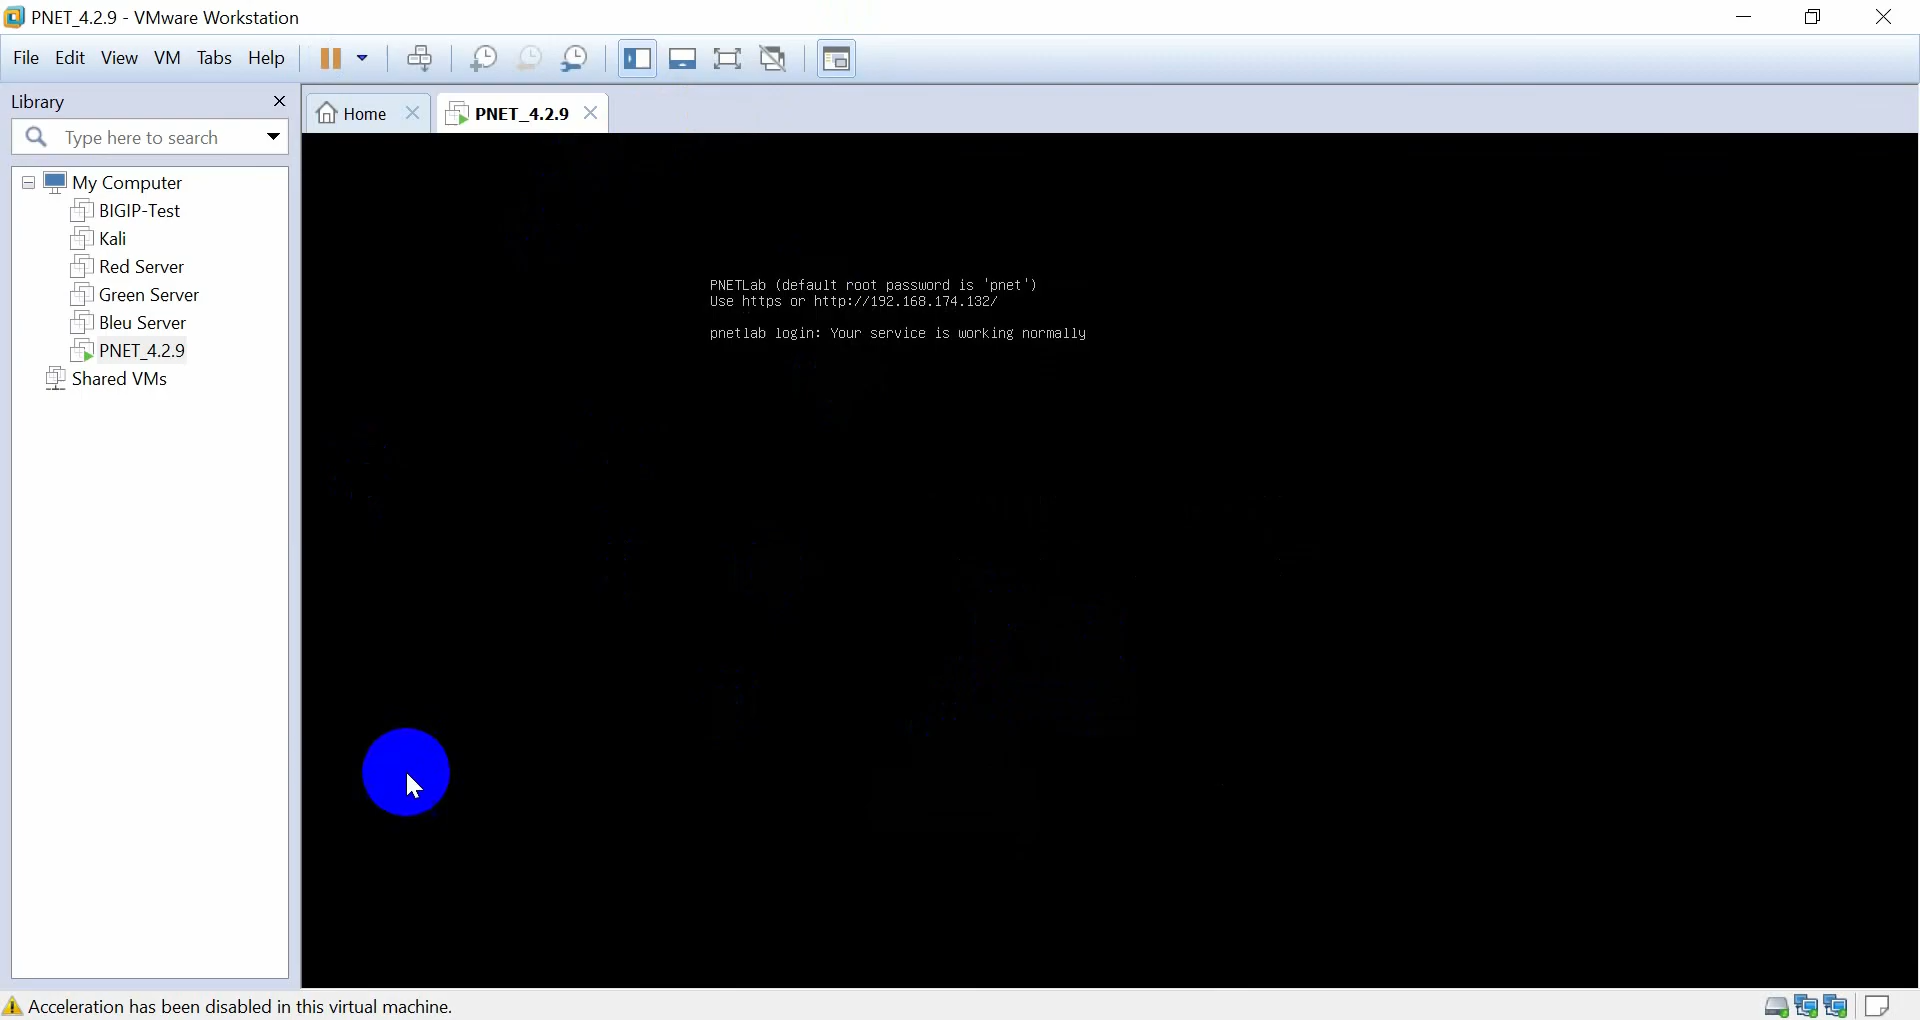 PNET_4.2.9 - VMware Workstation
File Edit View VM Tabs Help
Library
Type here to search
My Computer
BIGIP-Test
Kali
Red Server
Green Server
Bleu Server
PNET_4.2.9
Shared VMs
Home
PNET_4.2.9
PNETLab (default root password is 'pnet')
Use https or http://192.168.174.132/
pnetlab login: Your service is working normally
Acceleration has been disabled in this virtual machine.